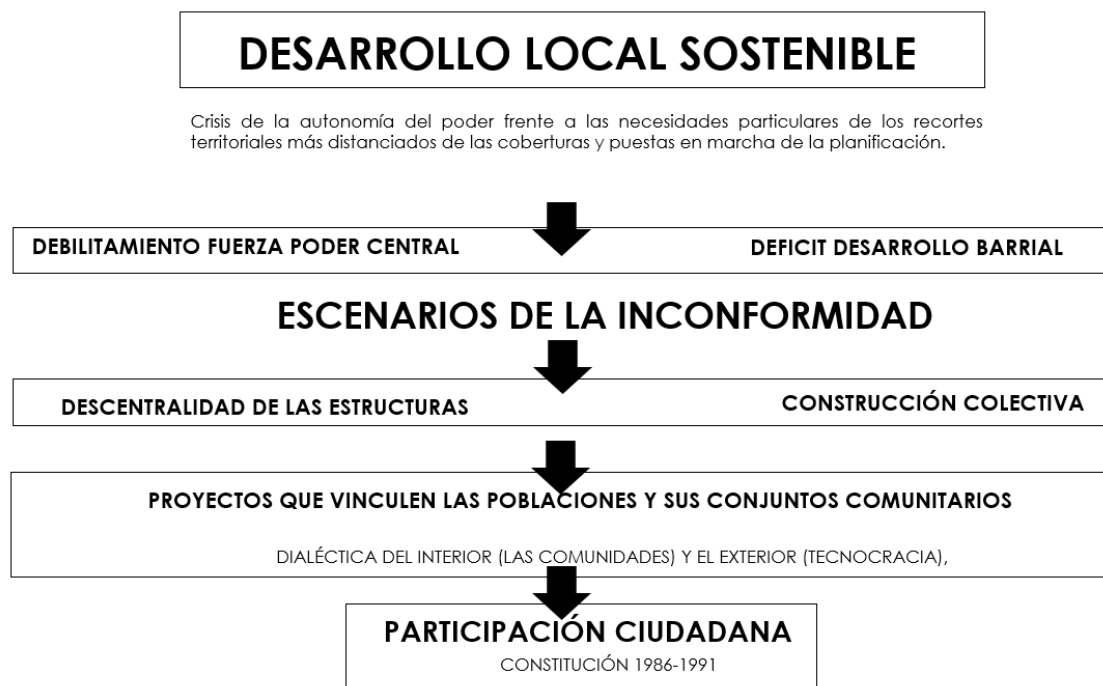 DESARROLLO LOCAL SOSTENIBLE
Crisis de la autonomía del poder frente a las necesidades particulares de los recortes
territoriales más distanciados de las coberturas y puestas en marcha de la planificación.
DEBILITAMIENTO FUERZA PODER CENTRAL
DEFICIT DESARROLLO BARRIAL
ESCENARIOS DE LA INCONFORMIDAD
DESCENTRALIDAD DE LAS ESTRUCTURAS
CONSTRUCCIÓN COLECTIVA
PROYECTOS QUE VINCULEN LAS POBLACIONES Y SUS CONJUNTOS COMUNITARIOS
DIALÉCTICA DEL INTERIOR (LAS COMUNIDADES) Y EL EXTERIOR (TECNOCRACIA),
PARTICIPACIÓN CIUDADANA
CONSTITUCIÓN 1986-1991